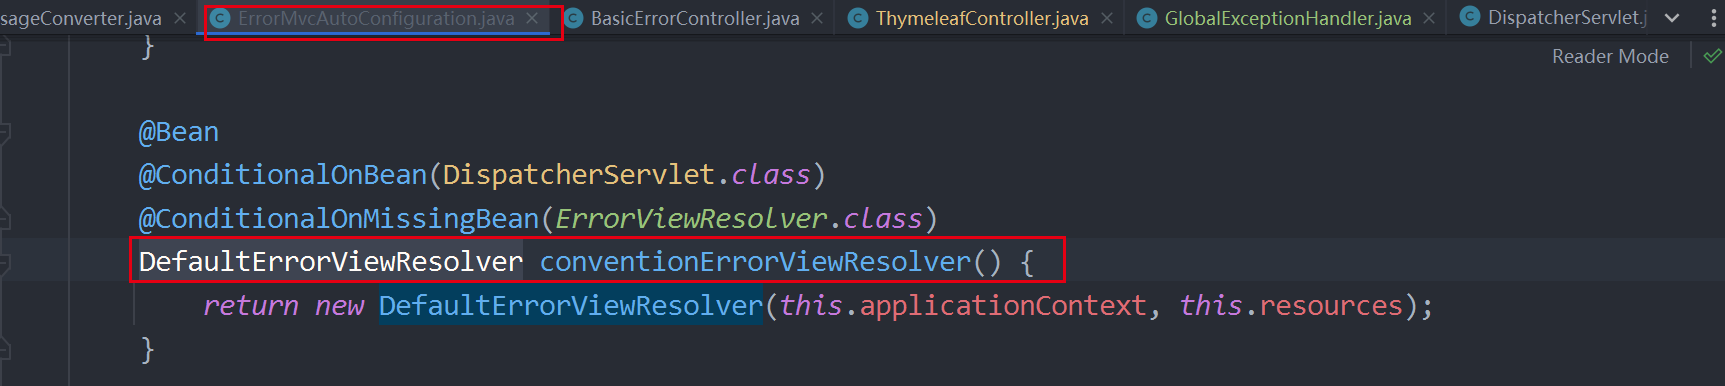 sageConverter.java ErrorMvcAutoConfiguration.java BasicErrorController.java ThymeleafController.java GlobalExceptionHandler.java DispatcherServlet.j
}
Reader Mode
@Bean
@ConditionalOnBean(DispatcherServlet.class)
@ConditionalOnMissingBean(ErrorViewResolver.class)
DefaultErrorViewResolver conventionErrorViewResolver() {
return new DefaultErrorViewResolver(this.applicationContext, this.resources);
}